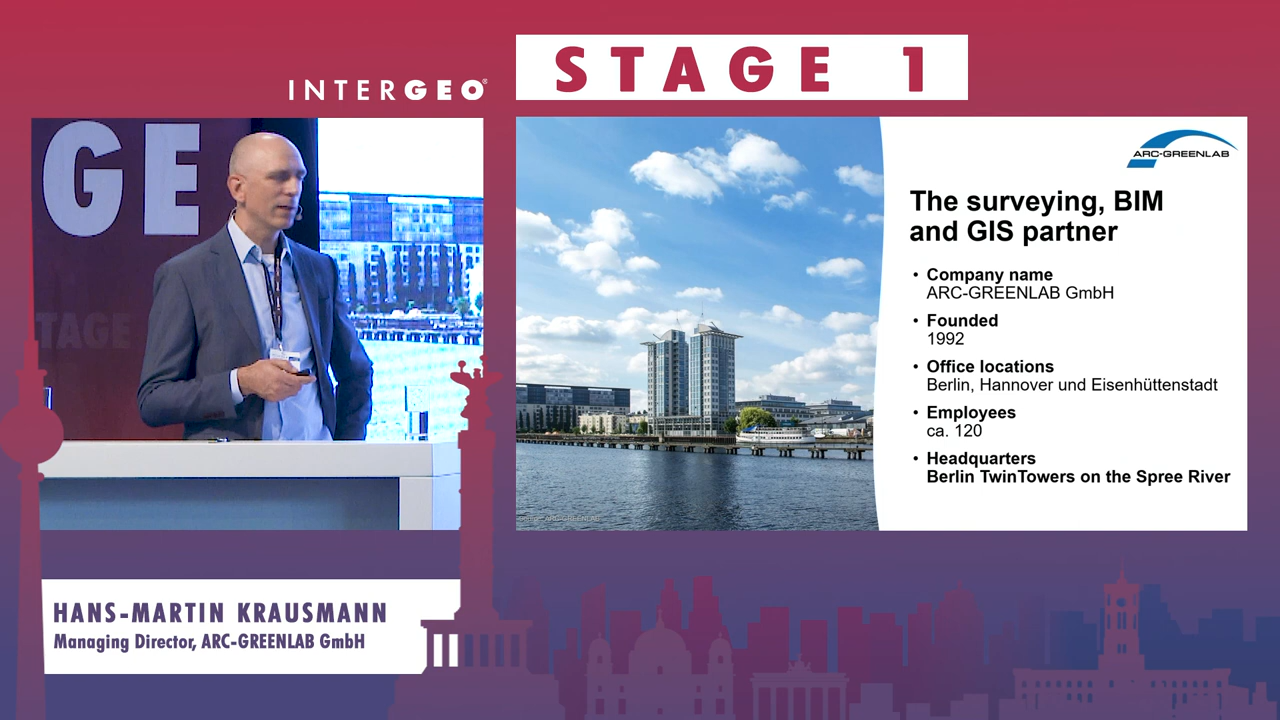 INTERGEO®
STAGE 1
GE
TAGE
ARC-GREENLAB
The surveying, BIM
and GIS partner
• Company name
ARC-GREENLAB GmbH
• Founded
1992
• Office locations
Berlin, Hannover und Eisenhüttenstadt
• Employees
ca. 120
• Headquarters
Berlin TwinTowers on the Spree River
HANS-MARTIN KRAUSMANN
Managing Director, ARC-GREENLAB GmbH